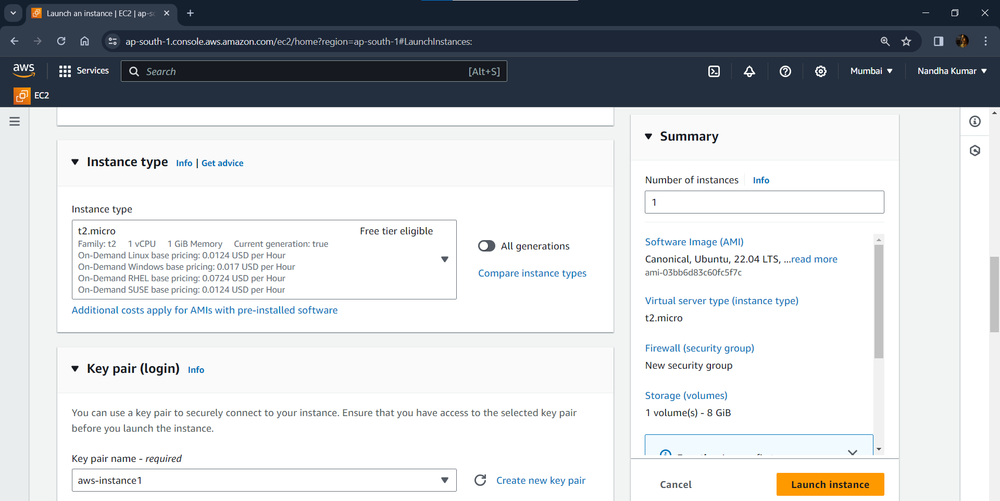 Launch an instance | EC2 | ap-sc
ap-south-1.console.aws.amazon.com/ec2/home?region=ap-south-1#LaunchInstances:
aws
Services
Search
[Alt+S]
Mumbai
Nandha Kumar
EC2
Instance type
Info | Get advice
Instance type
t2.micro
Free tier eligible
Family: t2 1 vCPU 1 GiB Memory Current generation: true
On-Demand Linux base pricing: 0.0124 USD per Hour
On-Demand Windows base pricing: 0.017 USD per Hour
On-Demand RHEL base pricing: 0.0724 USD per Hour
On-Demand SUSE base pricing: 0.0124 USD per Hour
All generations
Compare instance types
Additional costs apply for AMIs with pre-installed software
Key pair (login)
Info
You can use a key pair to securely connect to your instance. Ensure that you have access to the selected key pair
before you launch the instance.
Key pair name - required
aws-instance1
Create new key pair
Summary
Number of instances
Info
1
Software Image (AMI)
Canonical, Ubuntu, 22.04 LTS, ...read more
ami-03bb6d83c60fc5f7c
Virtual server type (instance type)
t2.micro
Firewall (security group)
New security group
Storage (volumes)
1 volume(s) - 8 GiB
Cancel
Launch instance